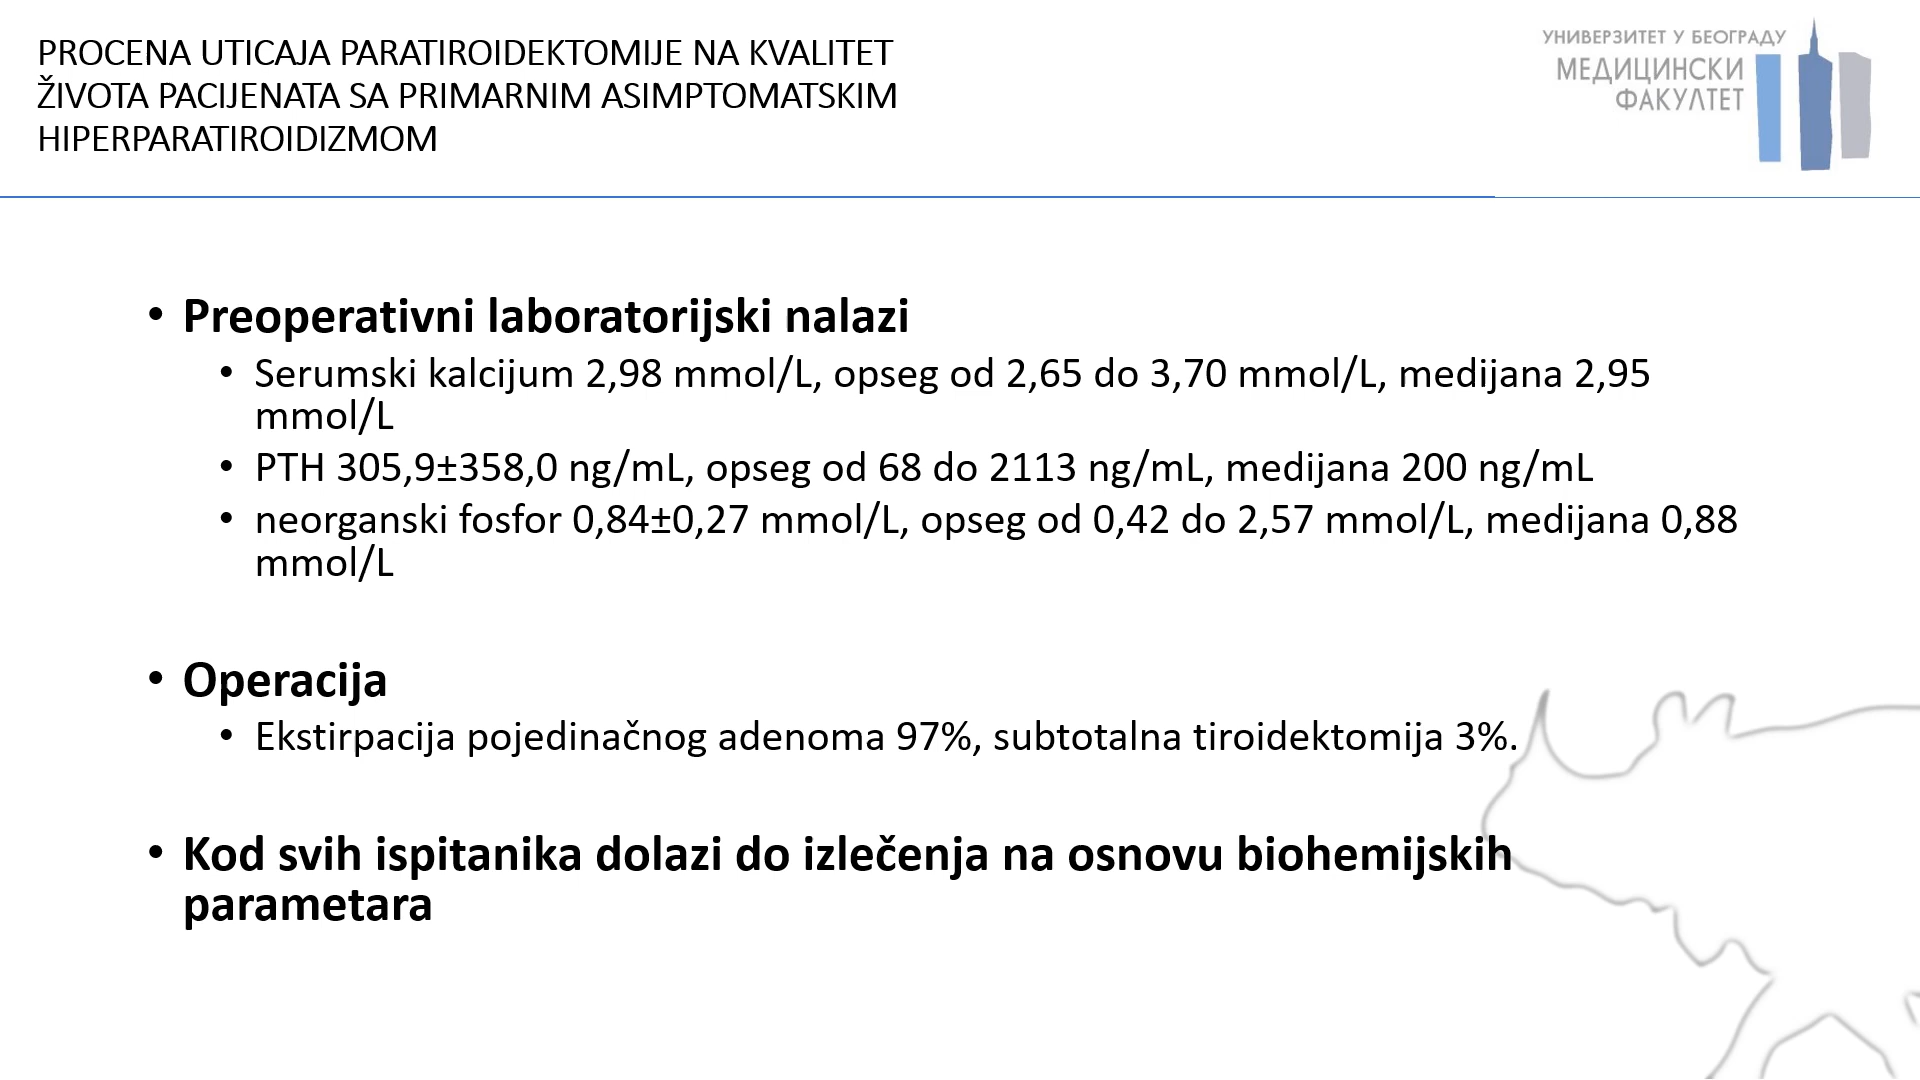 PROCENA UTICAJA PARATIROIDEKTOMIJE NA KVALITET
ŽIVOTA PACIJENATA SA PRIMARNIM ASIMPTOMATSKIM
HIPERPARATIROIDIZMOM
УНИВЕРЗИТЕТ У БЕОГРАДУ
МЕДИЦИНСКИ
ФАКУЛТЕТ
• Preoperativni laboratorijski nalazi
• Serumski kalcijum 2,98 mmol/L, opseg od 2,65 do 3,70 mmol/L, medijana 2,95
mmol/L
• PTH 305,9±358,0 ng/mL, opseg od 68 do 2113 ng/mL, medijana 200 ng/mL
• neorganski fosfor 0,84±0,27 mmol/L, opseg od 0,42 do 2,57 mmol/L, medijana 0,88
mmol/L
• Operacija
• Ekstirpacija pojedinačnog adenoma 97%, subtotalna tiroidektomija 3%.
• Kod svih ispitanika dolazi do izlečenja na osnovu biohemijskih
parametara